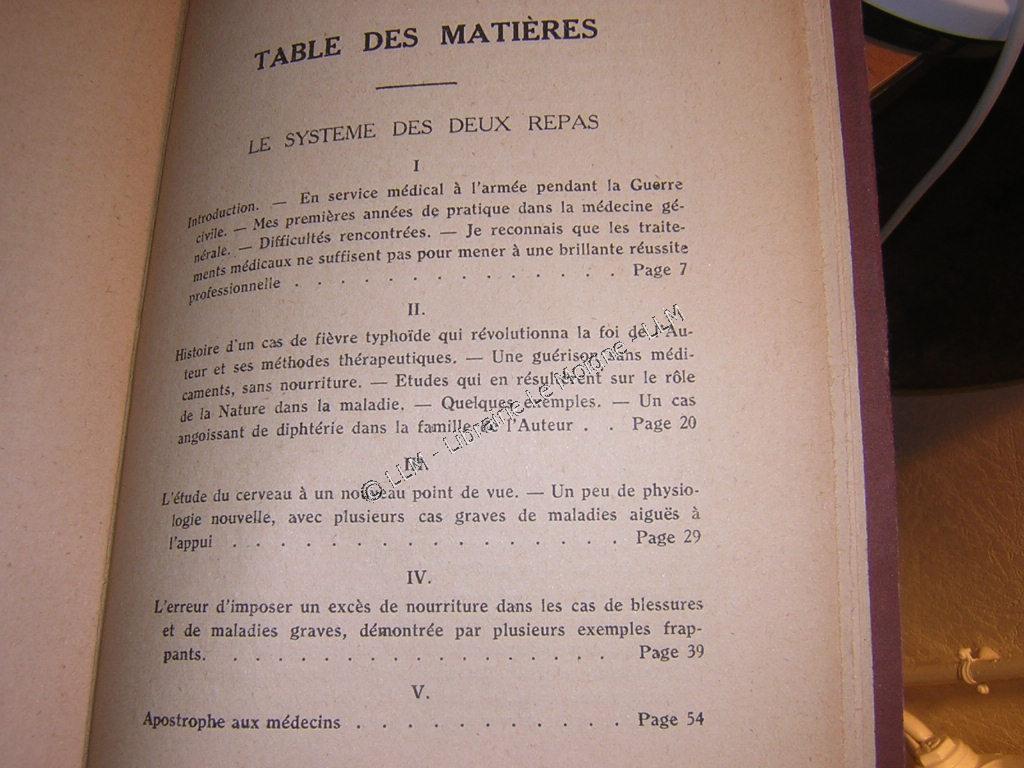 TABLE DES MATIÈRES
LE SYSTEME DES DEUX REPAS
I
Introduction. — En service médical à l'armée pendant la Guerre
civile. — Mes premières années de pratique dans la médecine gé-
nérale. — Difficultés rencontrées. — Je reconnais que les traite-
ments médicaux ne suffisent pas pour mener à une brillante réussite
professionnelle . . . . . . . . . . . . . . Page 7
II.
Histoire d'un cas de fièvre typhoïde qui révolutionna la foi de l'Au-
teur et ses méthodes thérapeutiques. — Une guérison sans médi-
caments, sans nourriture. — Etudes qui en résultèrent sur le rôle
de la Nature dans la maladie. — Quelques exemples. — Un cas
angoissant de diphtérie dans la famille de l'Auteur . . Page 20
L'étude du cerveau à un nouveau point de vue. — Un peu de physio-
logie nouvelle, avec plusieurs cas graves de maladies aiguës à
l'appui . . . . . . . . . . . . . . . . Page 29
IV.
L'erreur d'imposer un excès de nourriture dans les cas de blessures
et de maladies graves, démontrée par plusieurs exemples frap-
pants. . . . . . . . . . . . . . . . . Page 39
V.
Apostrophe aux médecins . . . . . . . . . . . Page 54
© LLM - Librairie Le Moigne - LLM